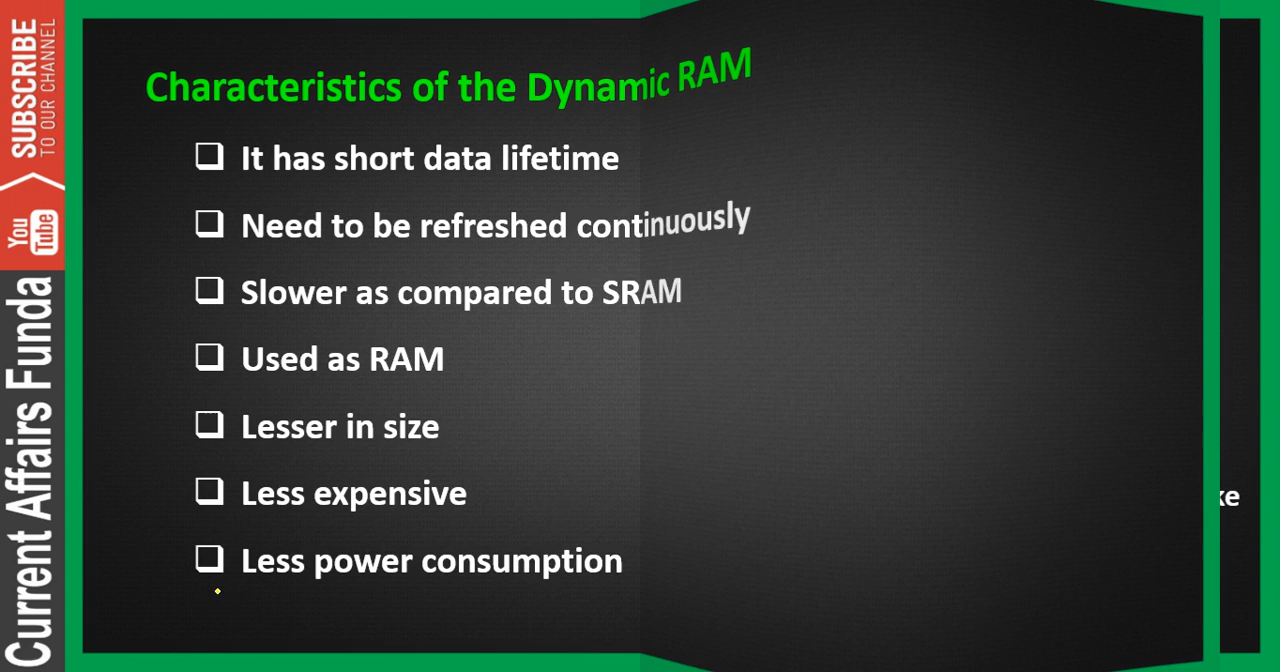 SUBSCRIBE
TO OUR CHANNEL
You Tube
Current Affairs Funda
Characteristics of the Dynamic RAM
It has short data lifetime
Need to be refreshed continuously
Slower as compared to SRAM
Used as RAM
Lesser in size
Less expensive
Less power consumption